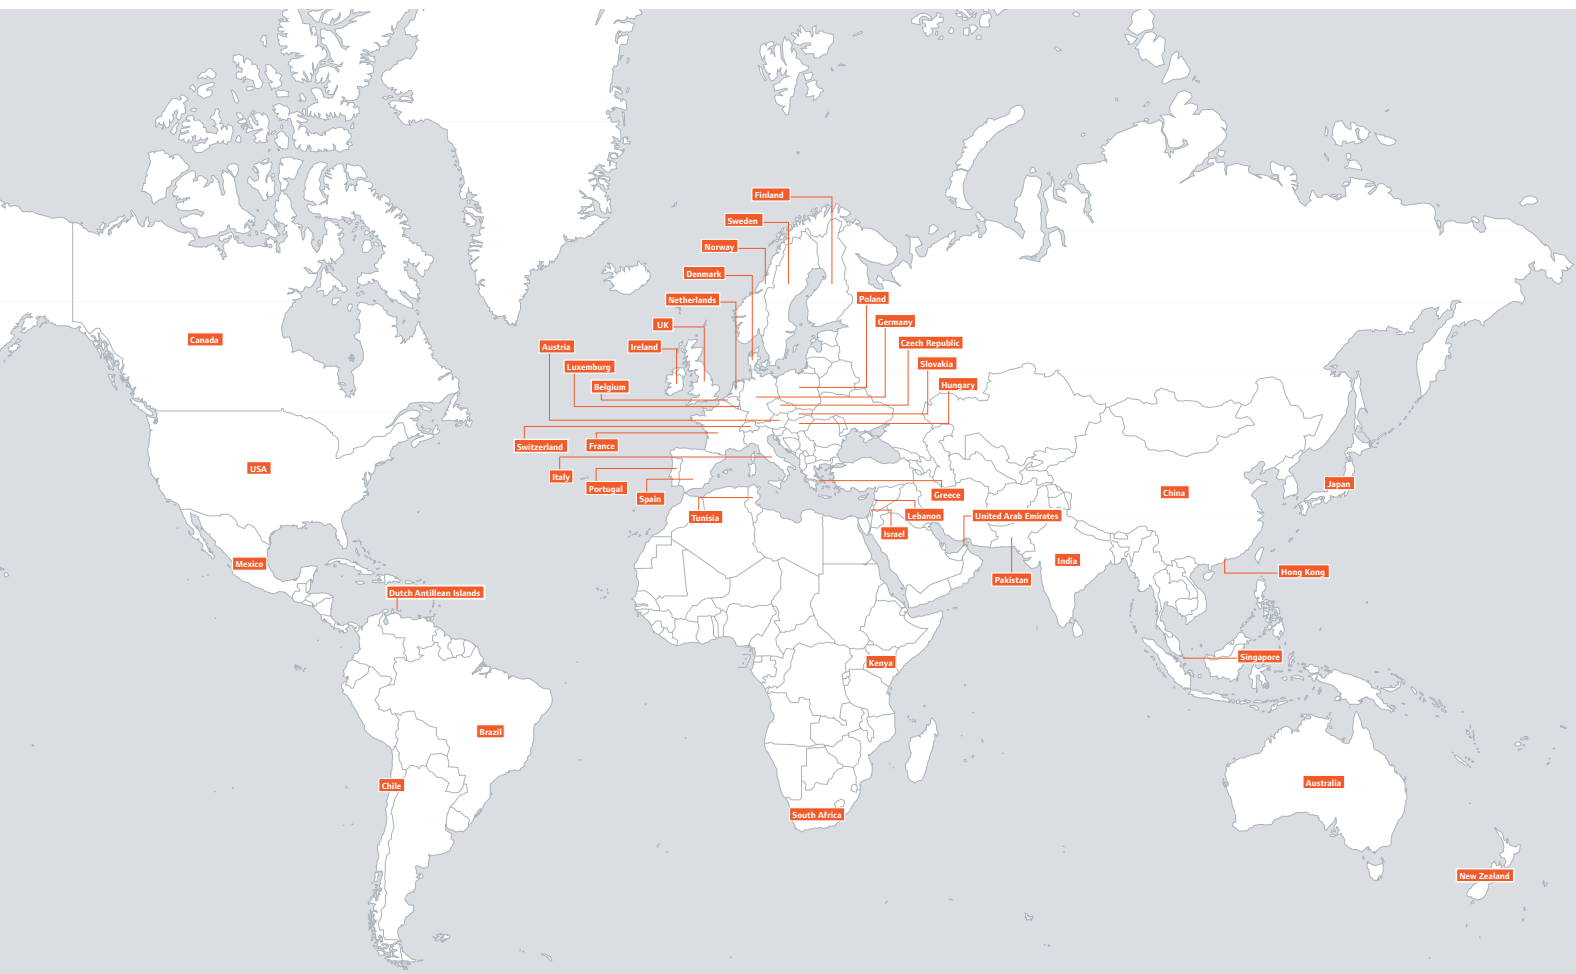 Finland
Sweden
Norway
Denmark
Netherlands
Poland
Germany
UK
Canada
Czech Republic
Austria
Ireland
Slovakia
Luxemburg
Hungary
Belgium
Switzerland
France
USA
Italy
Japan
Portugal
China
Greece
Spain
Lebanon
United Arab Emirates
Tunisia
Israel
India
Mexico
Hong Kong
Pakistan
Dutch Antillean Islands
Singapore
Kenya
Brazil
Australia
Chile
South Africa
New Zealand